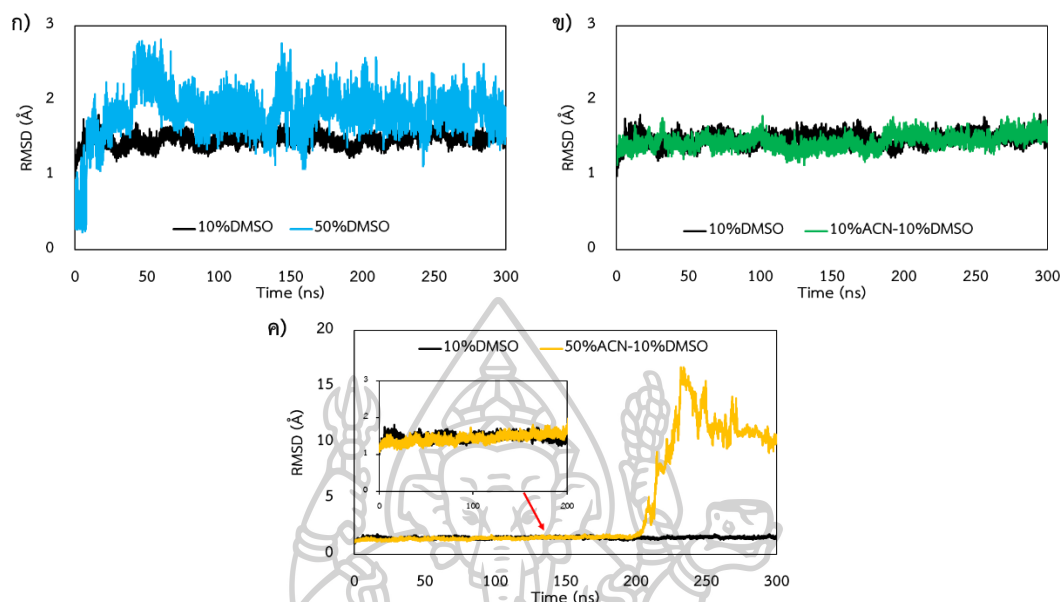 ก)
3
2
1
0
RMSD (Å)
10%DMSO 50%DMSO
0 50 100 150 200 250 300
Time (ns)
ข)
3
2
1
0
RMSD (Å)
10%DMSO 10%ACN-10%DMSO
0 50 100 150 200 250 300
Time (ns)
ค)
20
15
10
5
0
RMSD (Å)
10%DMSO 50%ACN-10%DMSO
3
2
1
0
0 100 200
0 50 100 150 200 250 300
Time (ns)